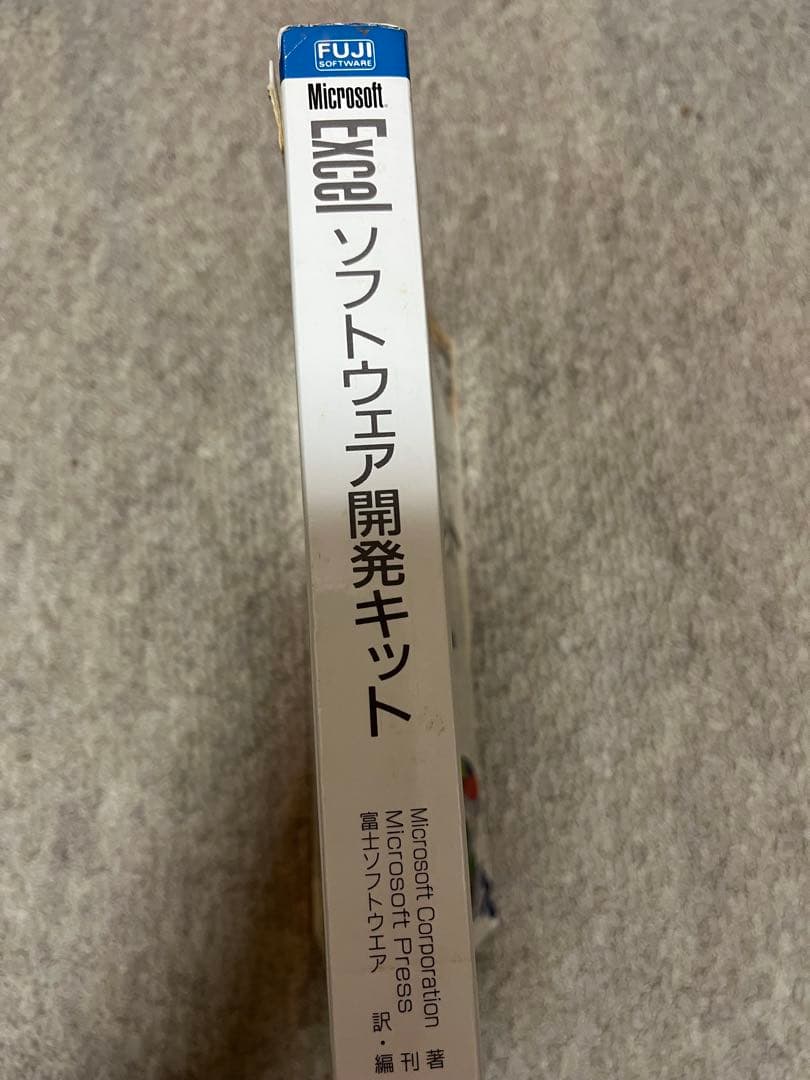 FUJI
SOFTWARE
Microsoft
Excel
ソフトウェア開発キット
Microsoft Corporation 著
Microsoft Press 刊
富士ソフトウエア 訳・編